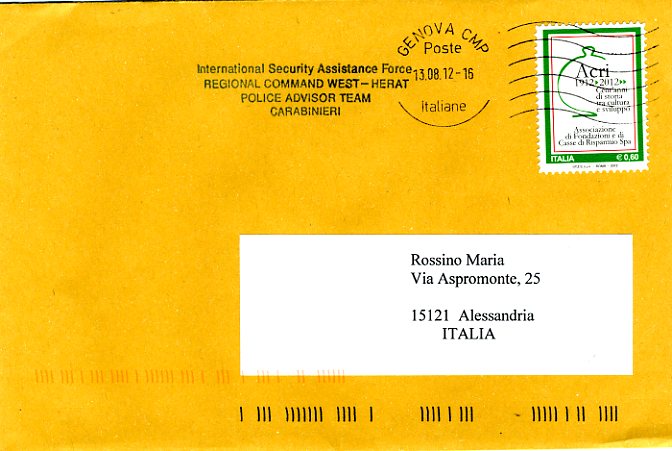 International Security Assistance Force
REGIONAL COMMAND WEST – HERAT
POLICE ADVISOR TEAM
CARABINIERI
GENOVA CMP
Poste
13.08.12-16
Italiane
Acri
1912 2012
Cent'anni
di storia
tra cultura
e sviluppo
Associazione
di Fondazioni e di
Casse di Risparmio Spa
ITALIA € 0,60
Rossino Maria
Via Aspromonte, 25
15121 Alessandria
ITALIA